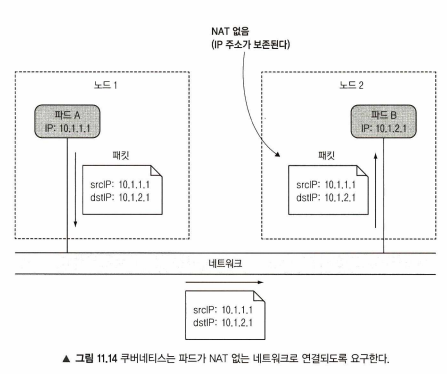 NAT 없음
(IP 주소가 보존된다)
노드 1
노드 2
파드 A
IP: 10.1.1.1
파드 B
IP: 10.1.2.1
패킷
srcIP: 10.1.1.1
dstIP: 10.1.2.1
패킷
srcIP: 10.1.1.1
dstIP: 10.1.2.1
네트워크
srcIP: 10.1.1.1
dstIP: 10.1.2.1
▲ 그림 11.14 쿠버네티스는 파드가 NAT 없는 네트워크로 연결되도록 요구한다.